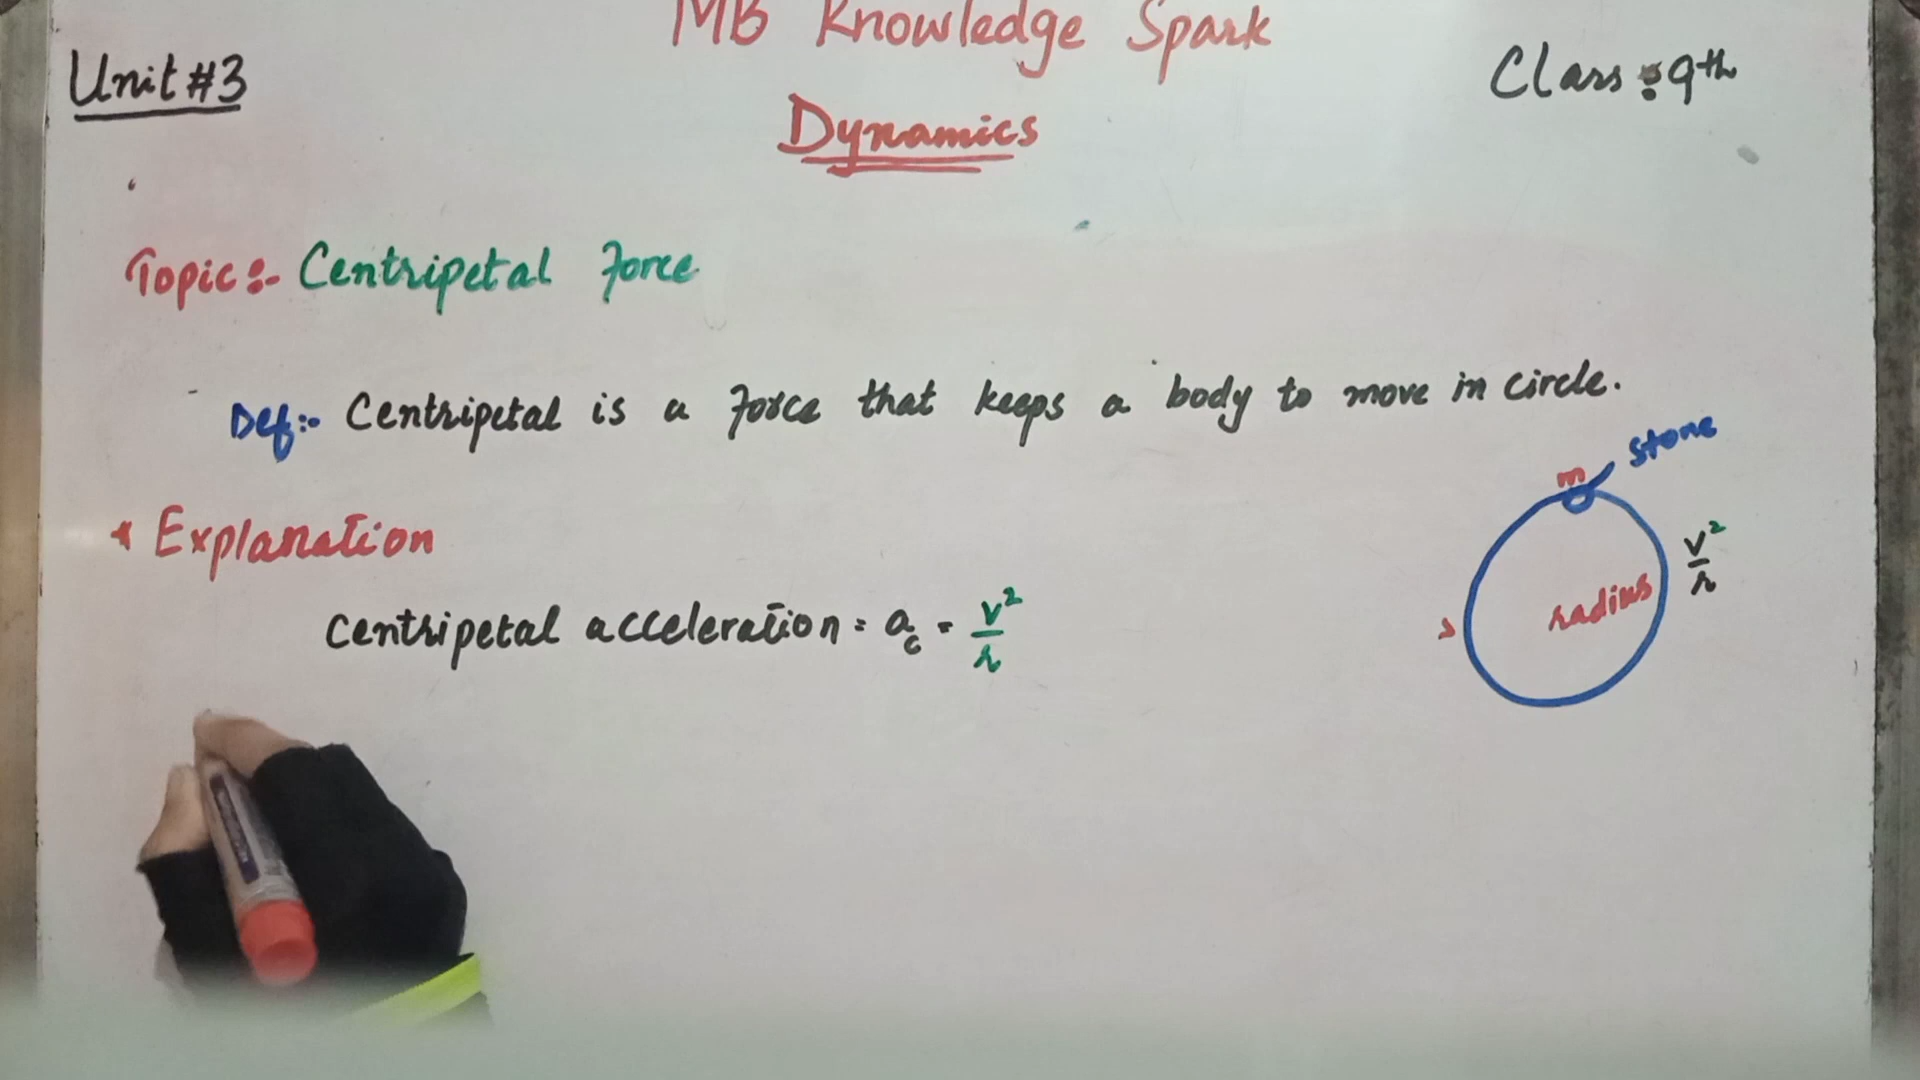 MB Knowledge Spark
Unit #3
Class : 9th
Dynamics
Topic:- Centripetal Force
Def:- Centripetal is a force that keeps a body to move in circle.
stone
m
* Explanation
v²/r
radius
s
centripetal acceleration = ac = v²/r